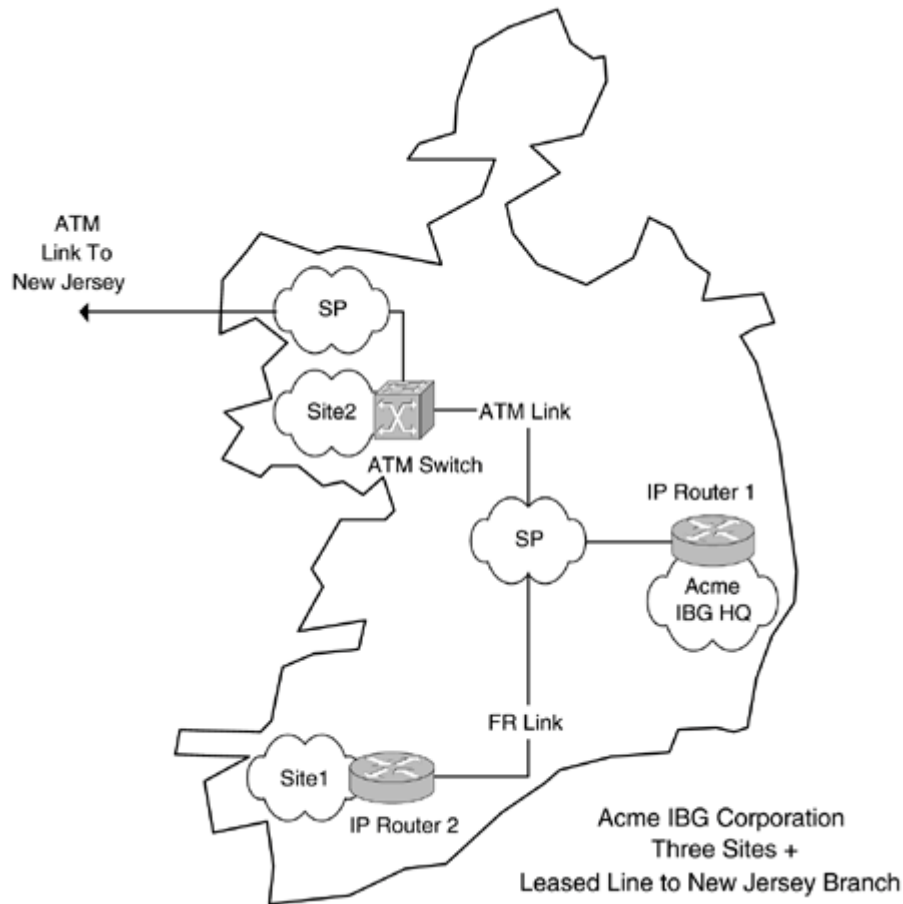 ATM
Link To
New Jersey
SP
Site2
ATM Link
ATM Switch
IP Router 1
SP
Acme
IBG HQ
FR Link
Site1
IP Router 2
Acme IBG Corporation
Three Sites +
Leased Line to New Jersey Branch